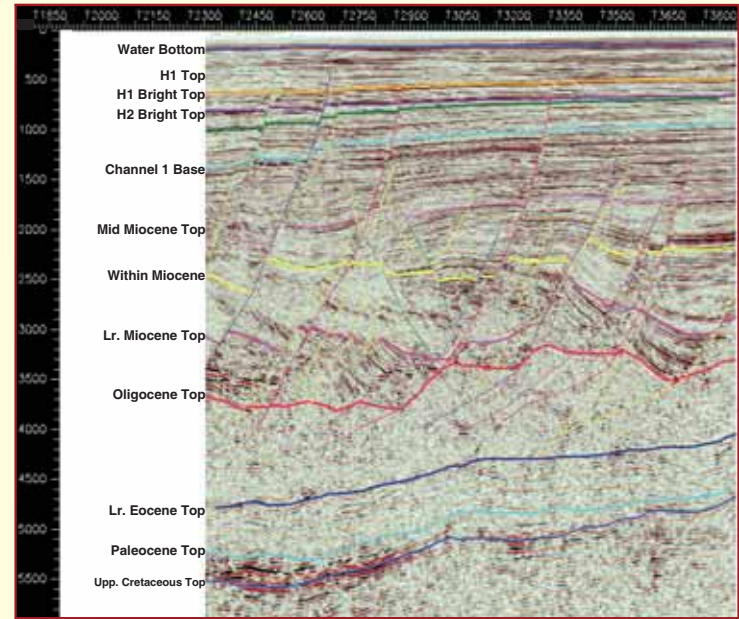 T1850 T2000 T2150 T2300 T2450 T2600 T2750 T2900 T3050 T3200 T3350 T3500 T3650 T3800
Water Bottom
H1 Top
500
H1 Bright Top
H2 Bright Top
1000
Channel 1 Base
1500
Mid Miocene Top
2000
Within Miocene
2500
3000
Lr. Miocene Top
3500
Oligocene Top
4000
4500
Lr. Eocene Top
5000
Paleocene Top
5500
Upp. Cretaceous Top